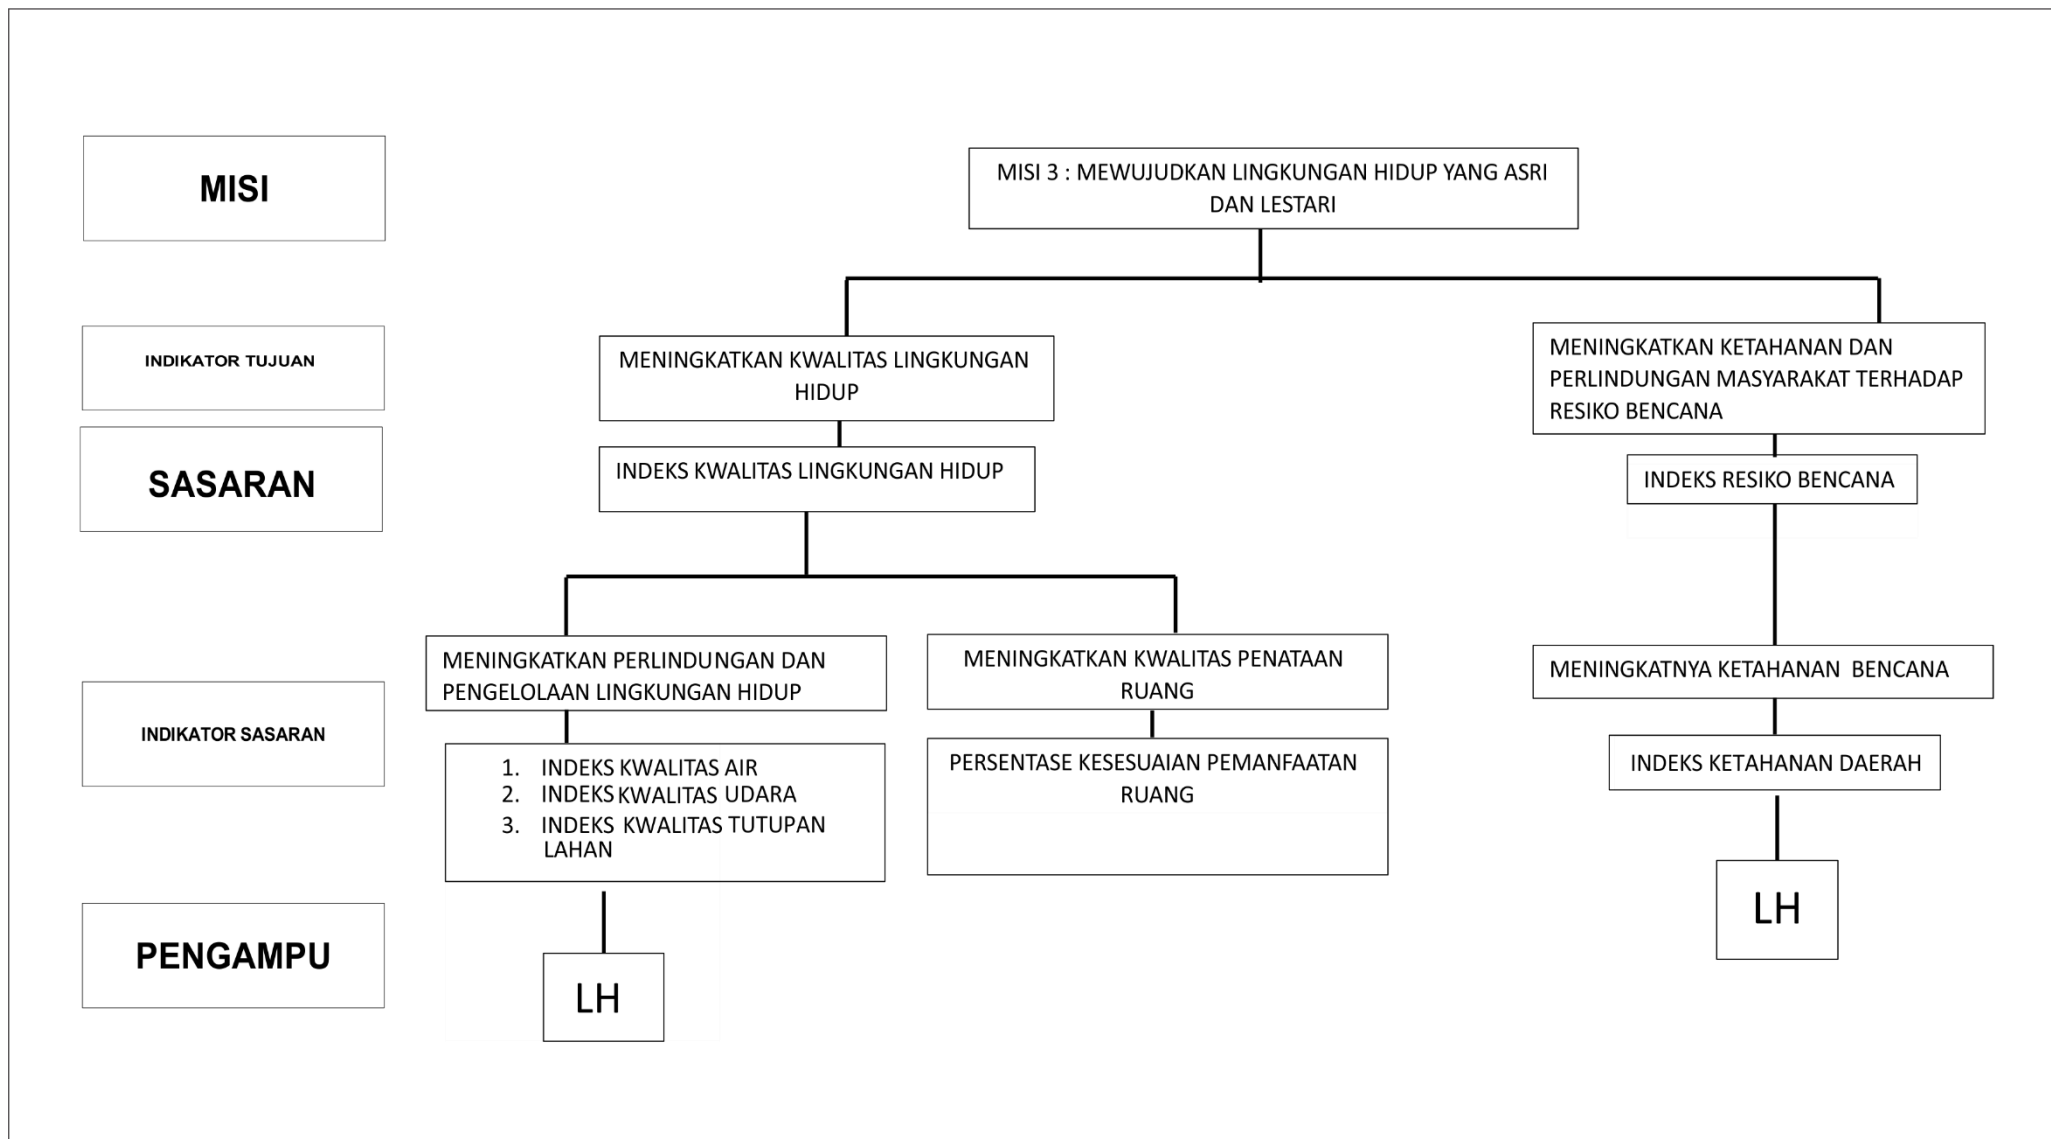 MISI
MISI 3 : MEWUJUDKAN LINGKUNGAN HIDUP YANG ASRI
DAN LESTARI
INDIKATOR TUJUAN
MENINGKATKAN KWALITAS LINGKUNGAN
HIDUP
MENINGKATKAN KETAHANAN DAN
PERLINDUNGAN MASYARAKAT TERHADAP
RESIKO BENCANA
SASARAN
INDEKS KWALITAS LINGKUNGAN HIDUP
INDEKS RESIKO BENCANA
MENINGKATKAN PERLINDUNGAN DAN
PENGELOLAAN LINGKUNGAN HIDUP
MENINGKATKAN KWALITAS PENATAAN
RUANG
MENINGKATNYA KETAHANAN  BENCANA
INDIKATOR SASARAN
1. INDEKS KWALITAS AIR
2. INDEKS KWALITAS UDARA
3. INDEKS KWALITAS TUTUPAN
LAHAN
PERSENTASE KESESUAIAN PEMANFAATAN
RUANG
INDEKS KETAHANAN DAERAH
PENGAMPU
LH
LH